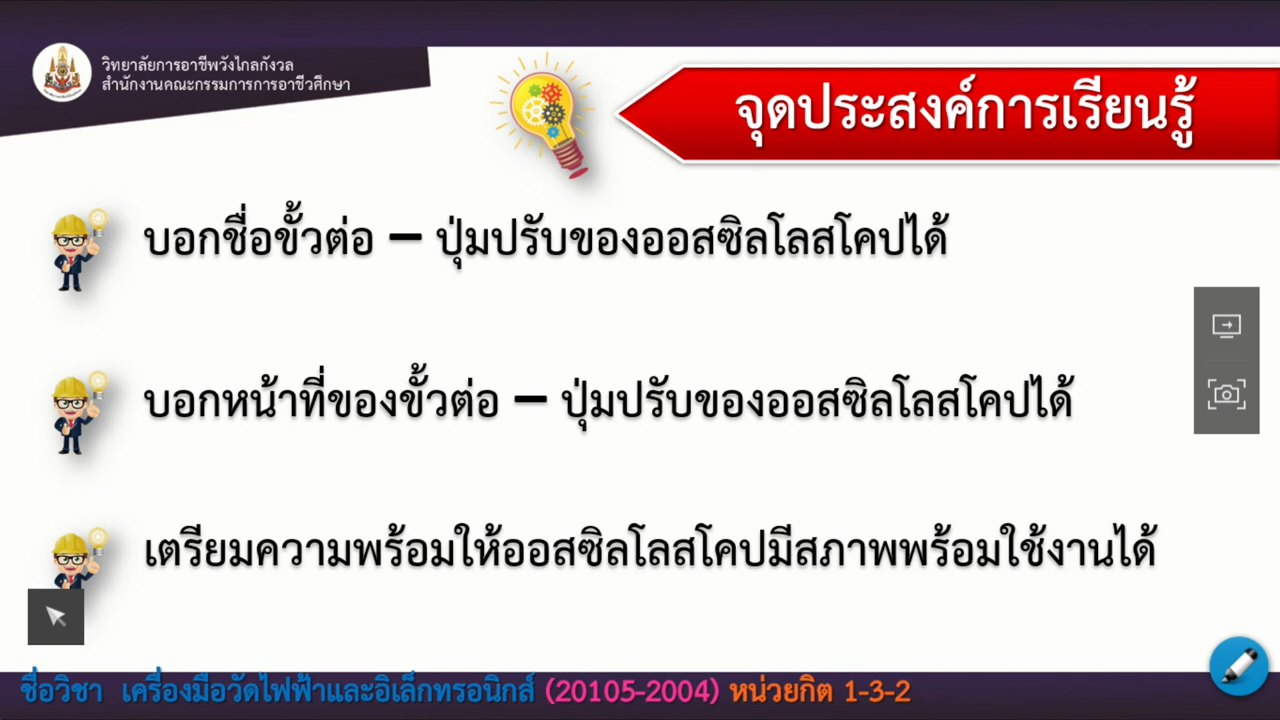 วิทยาลัยการอาชีพวังไกลกังวล
สำนักงานคณะกรรมการการอาชีวศึกษา
จุดประสงค์การเรียนรู้
บอกชื่อขั้วต่อ – ปุ่มปรับของออสซิลโลสโคปได้
บอกหน้าที่ของขั้วต่อ – ปุ่มปรับของออสซิลโลสโคปได้
เตรียมความพร้อมให้ออสซิลโลสโคปมีสภาพพร้อมใช้งานได้
ชื่อวิชา เครื่องมือวัดไฟฟ้าและอิเล็กทรอนิกส์ (20105-2004) หน่วยกิต 1-3-2